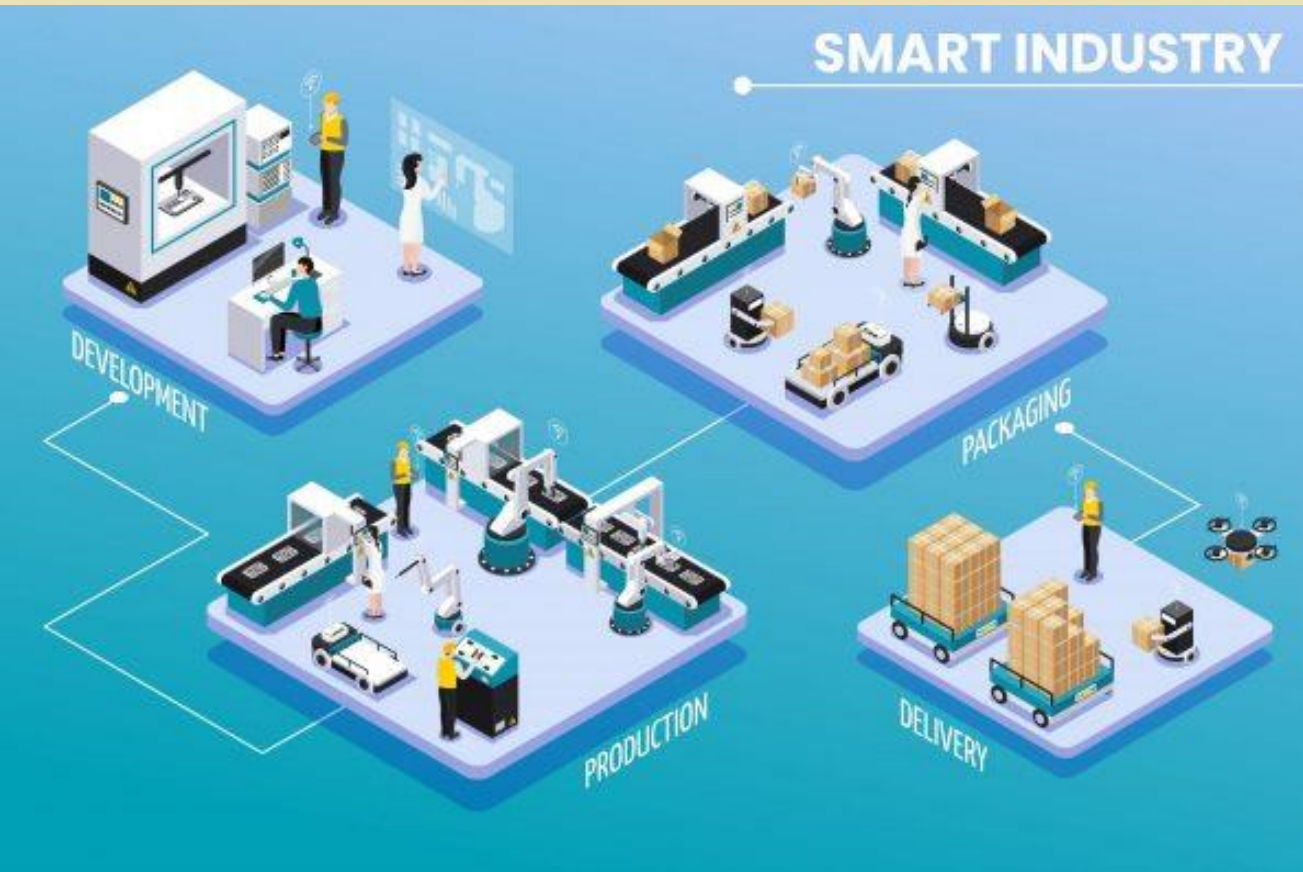 SMART INDUSTRY
DEVELOPMENT
PACKAGING
PRODUCTION
DELIVERY